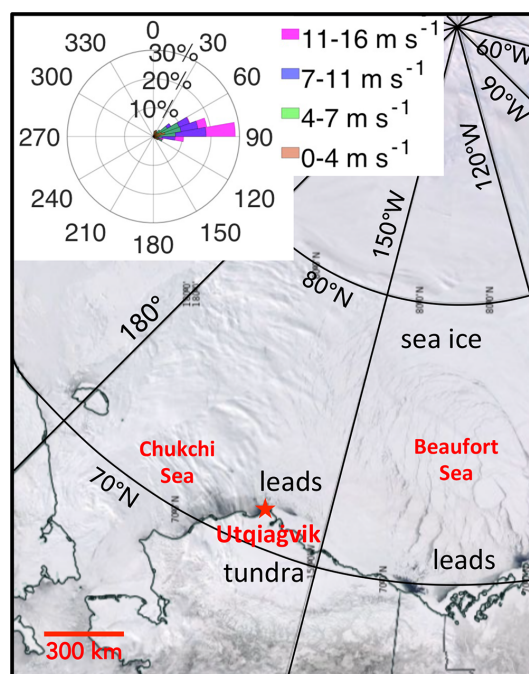 0
30
60
90
120
150
180
210
240
270
300
330
30%
20%
10%
11-16 m s⁻¹
7-11 m s⁻¹
4-7 m s⁻¹
0-4 m s⁻¹
60°W
90°W
120°W
150°W
180°
80°N
70°N
sea ice
Chukchi
Sea
Beaufort
Sea
leads
Utqiagvik
tundra
leads
300 km